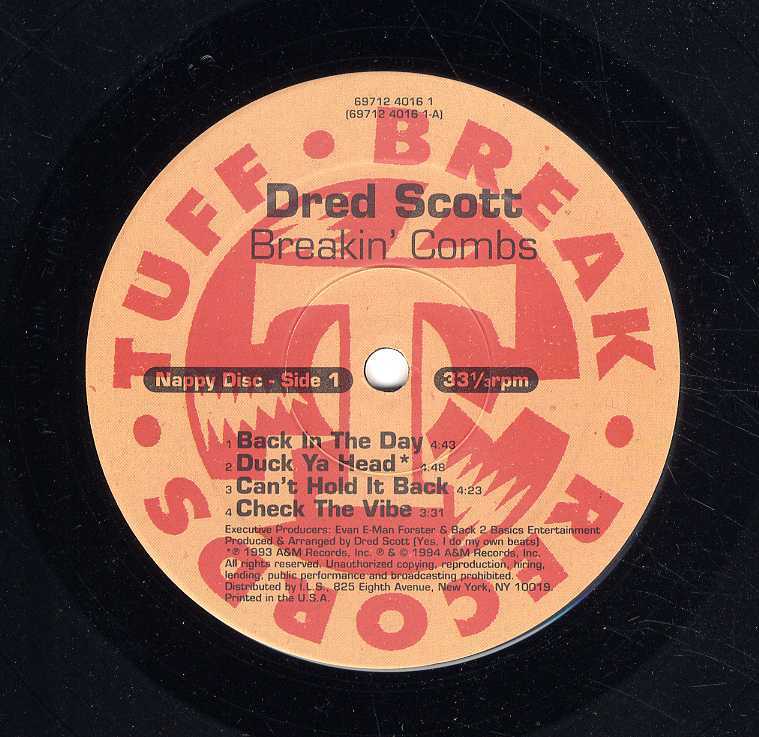 69712 4016 1
(69712 4016 1-A)
TUFF • BREAK • RECORDS •
Dred Scott
Breakin' Combs
Nappy Disc - Side 1
33⅓rpm
1 Back In The Day 4:43
2 Duck Ya Head* 4:48
3 Can't Hold It Back 4:23
4 Check The Vibe 3:31
Executive Producers: Evan E-Man Forster & Back 2 Basics Entertainment
Produced & Arranged by Dred Scott (Yes, I do my own beats)
*℗ 1993 A&M Records, Inc. ℗ & © 1994 A&M Records, Inc.
All rights reserved. Unauthorized copying, reproduction, hiring,
lending, public performance and broadcasting prohibited.
Distributed by I.L.S., 825 Eighth Avenue, New York, NY 10019.
Printed in the U.S.A.